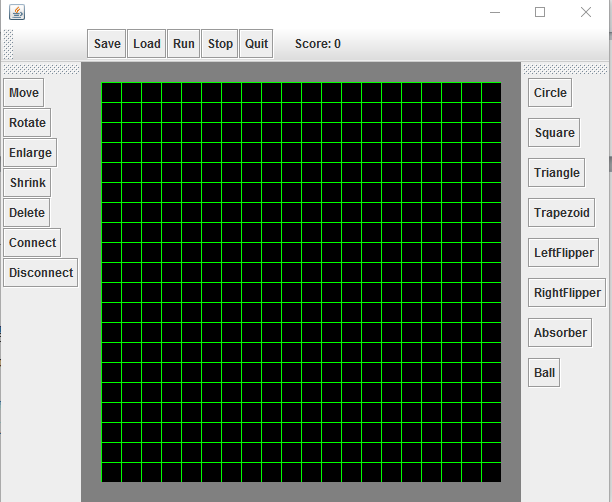 Save Load Run Stop Quit Score: 0
Move
Rotate
Enlarge
Shrink
Delete
Connect
Disconnect
Circle
Square
Triangle
Trapezoid
LeftFlipper
RightFlipper
Absorber
Ball